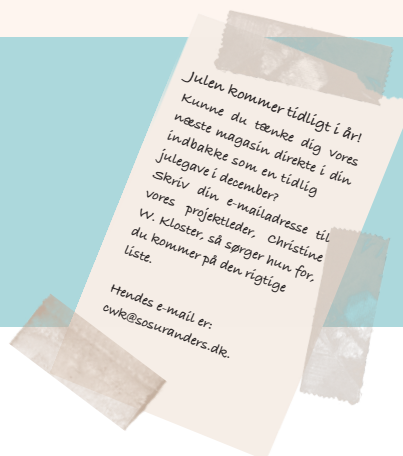 Julen kommer tidligt i år!
Kunne du tænke dig vores
næste magasin direkte i din
indbakke som en tidlig
julegave i december?
Skriv din e-mailadresse til
vores projektleder, Christine
W. Kloster, så sørger hun for,
du kommer på den rigtige
liste.
Hendes e-mail er:
cwk@sosuranders.dk.